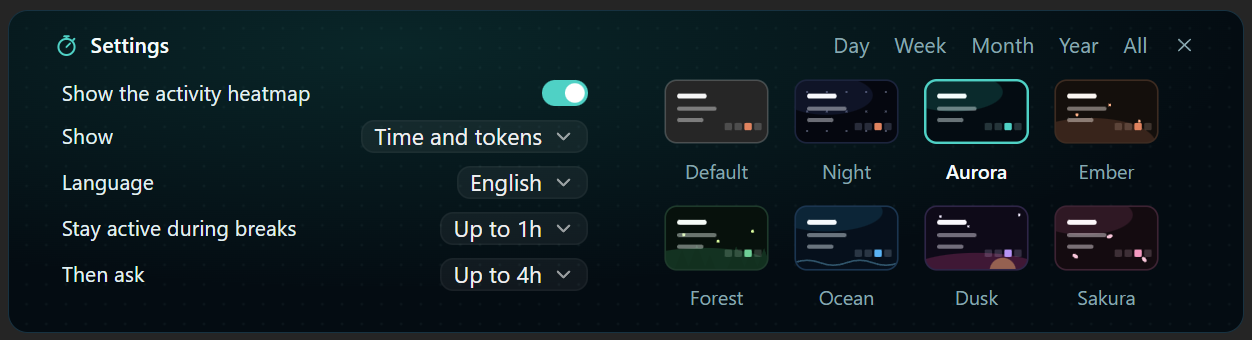 Settings
Day Week Month Year All
Show the activity heatmap
Show Time and tokens
Language English
Stay active during breaks Up to 1h
Then ask Up to 4h
Default Night Aurora Ember
Forest Ocean Dusk Sakura